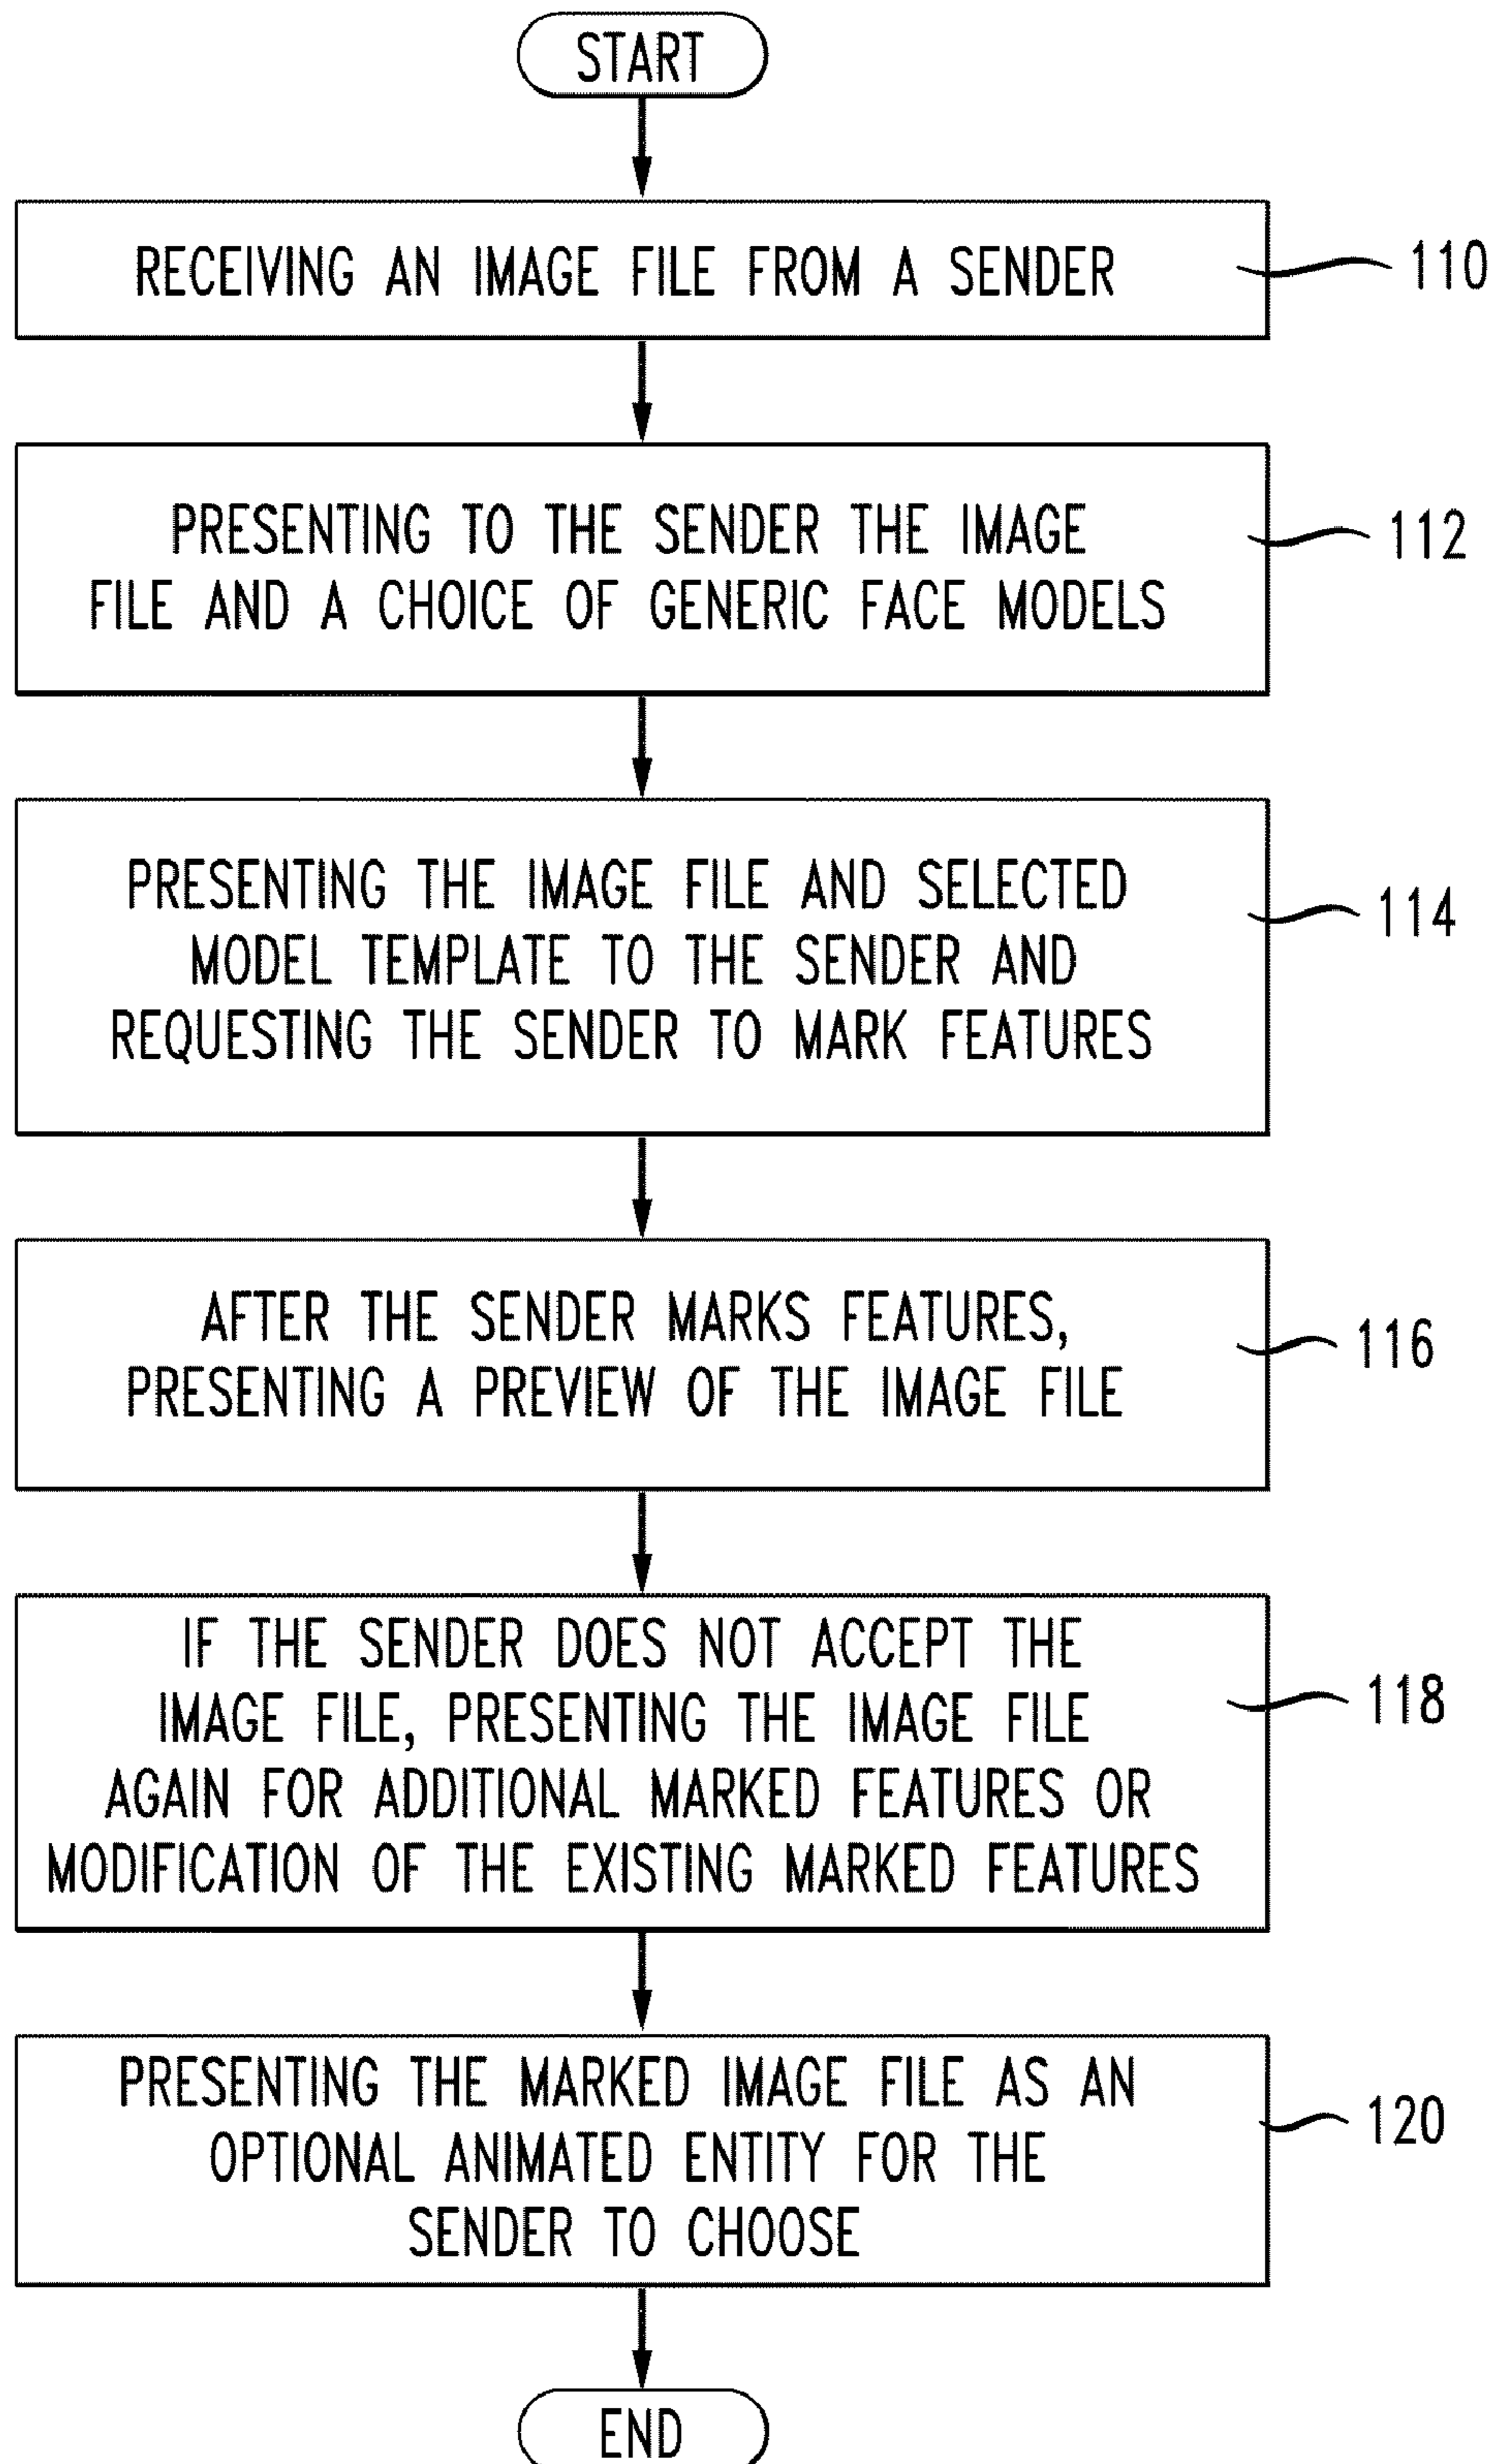 START
RECEIVING AN IMAGE FILE FROM A SENDER
110
PRESENTING TO THE SENDER THE IMAGE
FILE AND A CHOICE OF GENERIC FACE MODELS
112
PRESENTING THE IMAGE FILE AND SELECTED
MODEL TEMPLATE TO THE SENDER AND
REQUESTING THE SENDER TO MARK FEATURES
114
AFTER THE SENDER MARKS FEATURES,
PRESENTING A PREVIEW OF THE IMAGE FILE
116
IF THE SENDER DOES NOT ACCEPT THE
IMAGE FILE, PRESENTING THE IMAGE FILE
AGAIN FOR ADDITIONAL MARKED FEATURES OR
MODIFICATION OF THE EXISTING MARKED FEATURES
118
PRESENTING THE MARKED IMAGE FILE AS AN
OPTIONAL ANIMATED ENTITY FOR THE
SENDER TO CHOOSE
120
END